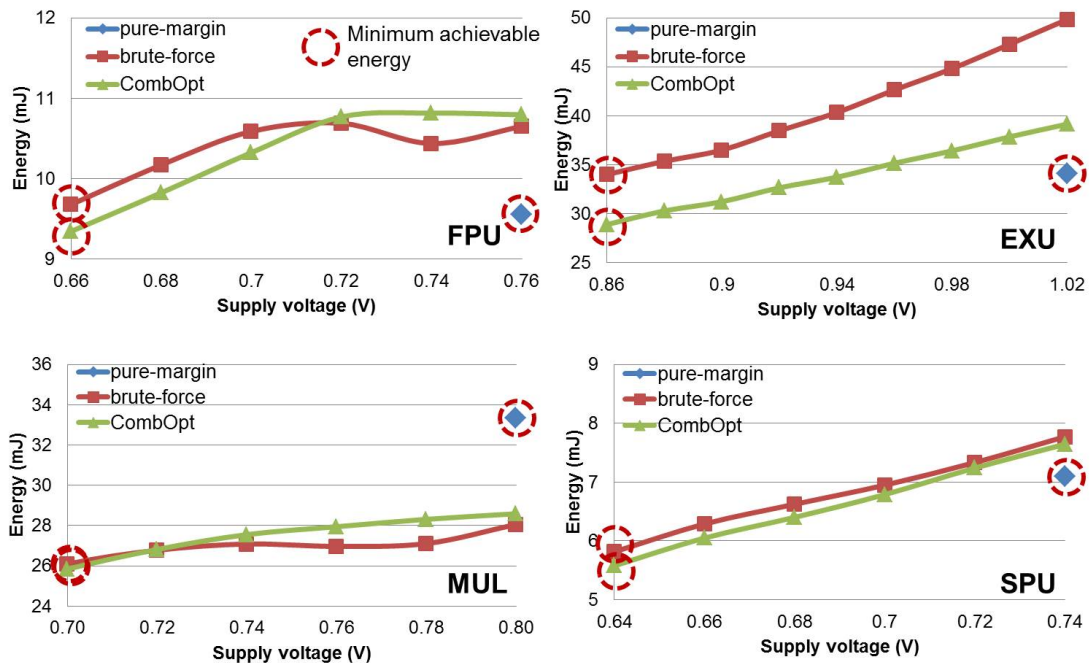 12
11
10
9
Energy (mJ)
pure-margin
brute-force
CombOpt
Minimum achievable
energy
FPU
0.66 0.68 0.7 0.72 0.74 0.76
Supply voltage (V)
50
45
40
35
30
25
Energy (mJ)
pure-margin
brute-force
CombOpt
EXU
0.86 0.9 0.94 0.98 1.02
Supply voltage (V)
36
34
32
30
28
26
24
Energy (mJ)
pure-margin
brute-force
CombOpt
MUL
0.70 0.72 0.74 0.76 0.78 0.80
Supply voltage (V)
9
8
7
6
5
Energy (mJ)
pure-margin
brute-force
CombOpt
SPU
0.64 0.66 0.68 0.7 0.72 0.74
Supply voltage (V)